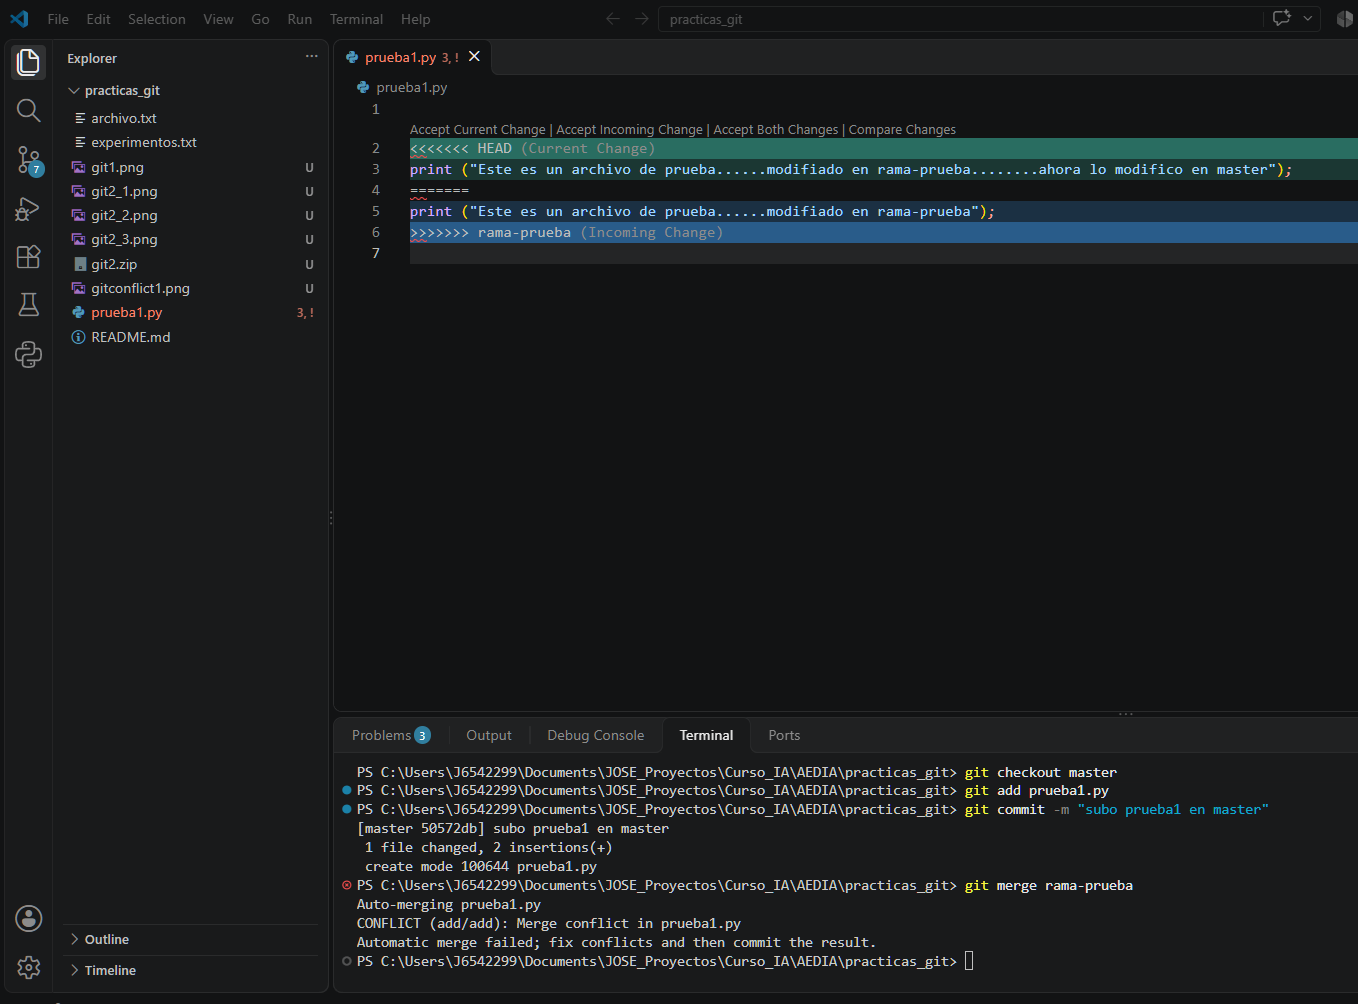 File Edit Selection View Go Run Terminal Help
practicas_git
Explorer
practicas_git
archivo.txt
experimentos.txt
git1.png U
git2_1.png U
git2_2.png U
git2_3.png U
git2.zip U
gitconflict1.png U
prueba1.py 3, !
README.md
7
Outline
Timeline
prueba1.py 3, !
prueba1.py
1
Accept Current Change | Accept Incoming Change | Accept Both Changes | Compare Changes
2 <<<<<<< HEAD (Current Change)
3 print ("Este es un archivo de prueba......modifiado en rama-prueba........ahora lo modifico en master");
4 =======
5 print ("Este es un archivo de prueba......modifiado en rama-prueba");
6 >>>>>>> rama-prueba (Incoming Change)
7
Problems 3 Output Debug Console Terminal Ports
PS C:\Users\J6542299\Documents\JOSE_Proyectos\Curso_IA\AEDIA\practicas_git> git checkout master
PS C:\Users\J6542299\Documents\JOSE_Proyectos\Curso_IA\AEDIA\practicas_git> git add prueba1.py
PS C:\Users\J6542299\Documents\JOSE_Proyectos\Curso_IA\AEDIA\practicas_git> git commit -m "subo prueba1 en master"
[master 50572db] subo prueba1 en master
1 file changed, 2 insertions(+)
create mode 100644 prueba1.py
PS C:\Users\J6542299\Documents\JOSE_Proyectos\Curso_IA\AEDIA\practicas_git> git merge rama-prueba
Auto-merging prueba1.py
CONFLICT (add/add): Merge conflict in prueba1.py
Automatic merge failed; fix conflicts and then commit the result.
PS C:\Users\J6542299\Documents\JOSE_Proyectos\Curso_IA\AEDIA\practicas_git>